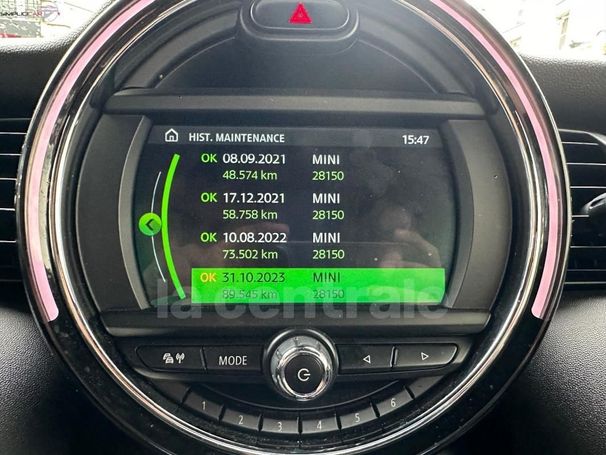 SIMPLICICAR
HIST. MAINTENANCE 15:47
OK 08.09.2021 MINI
48.574 km 28150
OK 17.12.2021 MINI
58.758 km 28150
OK 10.08.2022 MINI
73.502 km 28150
OK 31.10.2023 MINI
89.545 km 28150
la centrale
MODE
1 2 3 4 5 6